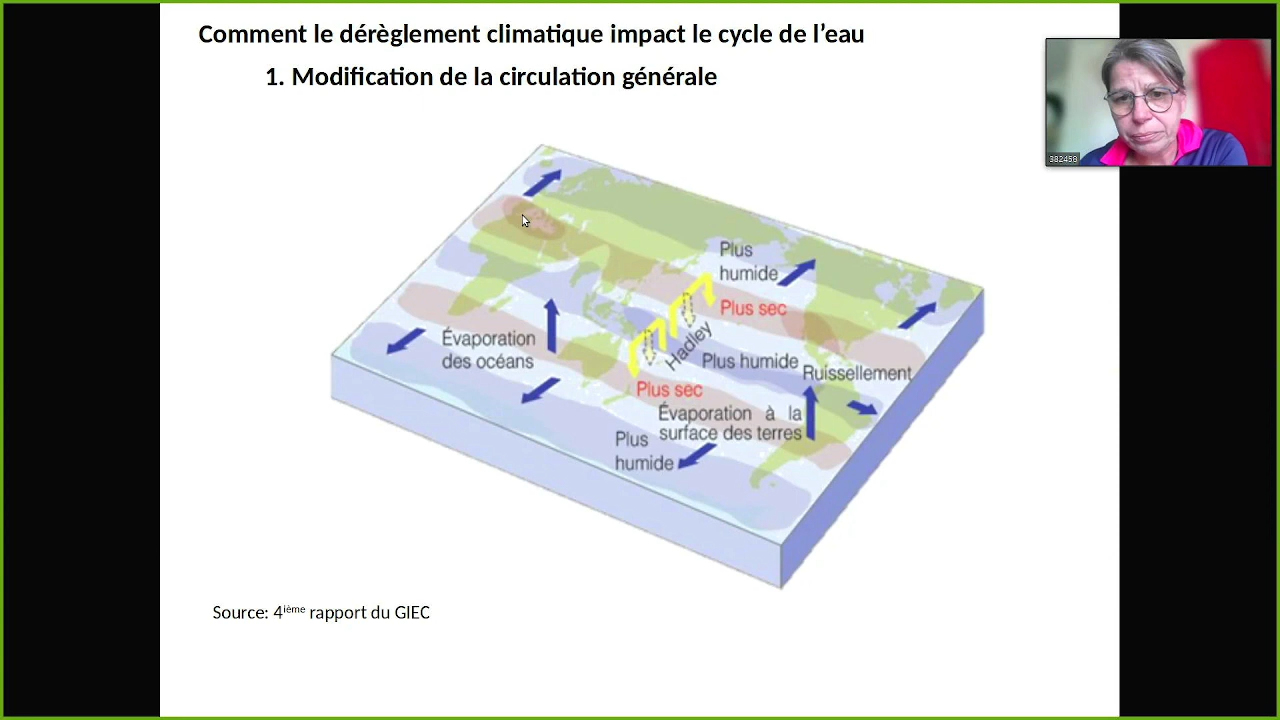 Comment le dérèglement climatique impact le cycle de l’eau
1. Modification de la circulation générale
382458
Plus
humide
Plus sec
Hadley
Évaporation
des océans
Plus humide
Ruissellement
Plus sec
Évaporation à la
surface des terres
Plus
humide
Source: 4ième rapport du GIEC